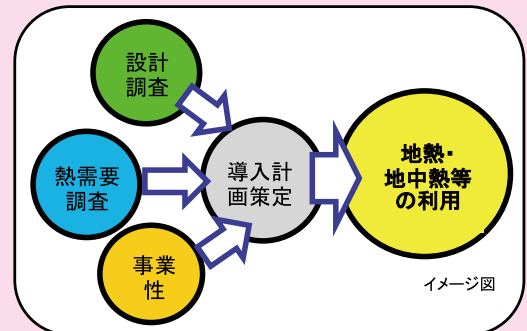 設計
調査
熱需要
調査
事業
性
導入計
画策定
地熱・
地中熱等
の利用
イメージ図